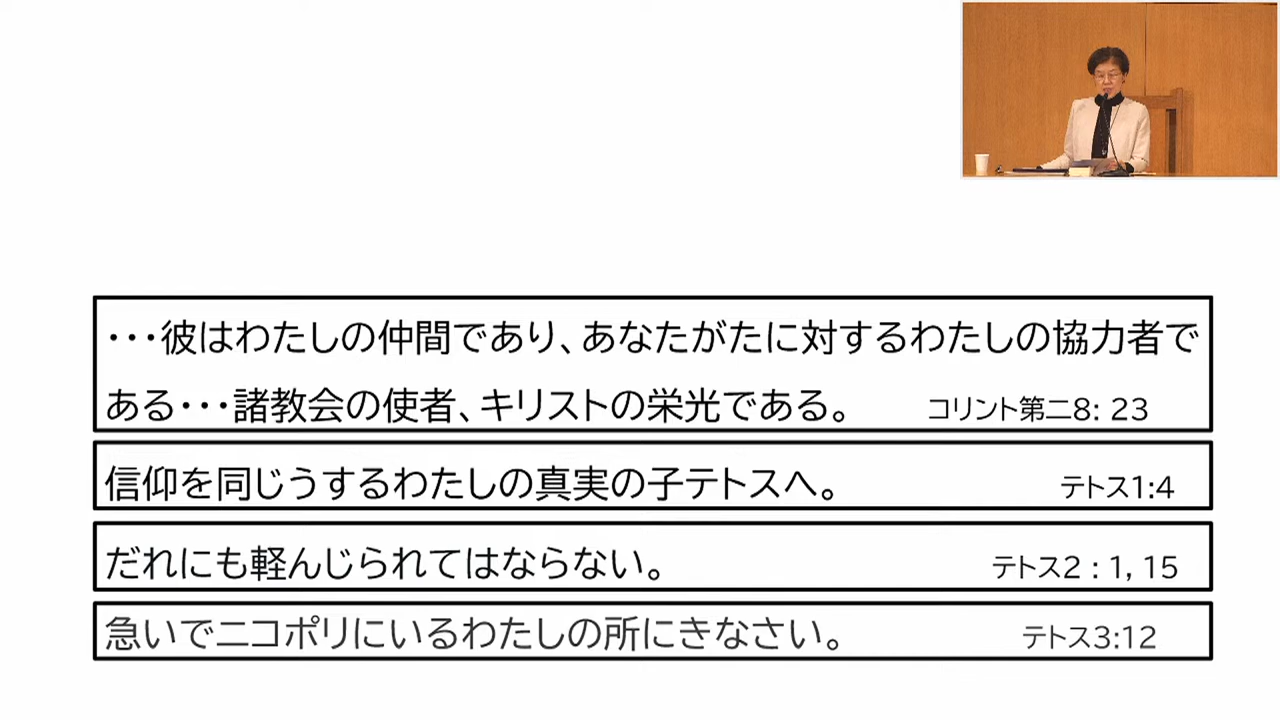 ・・・彼はわたしの仲間であり、あなたがたに対するわたしの協力者で
ある・・・諸教会の使者、キリストの栄光である。 コリント第二8: 23
信仰を同じうするわたしの真実の子テトスへ。 テトス1:4
だれにも軽んじられてはならない。 テトス2 : 1, 15
急いでニコポリにいるわたしの所にきなさい。 テトス3:12